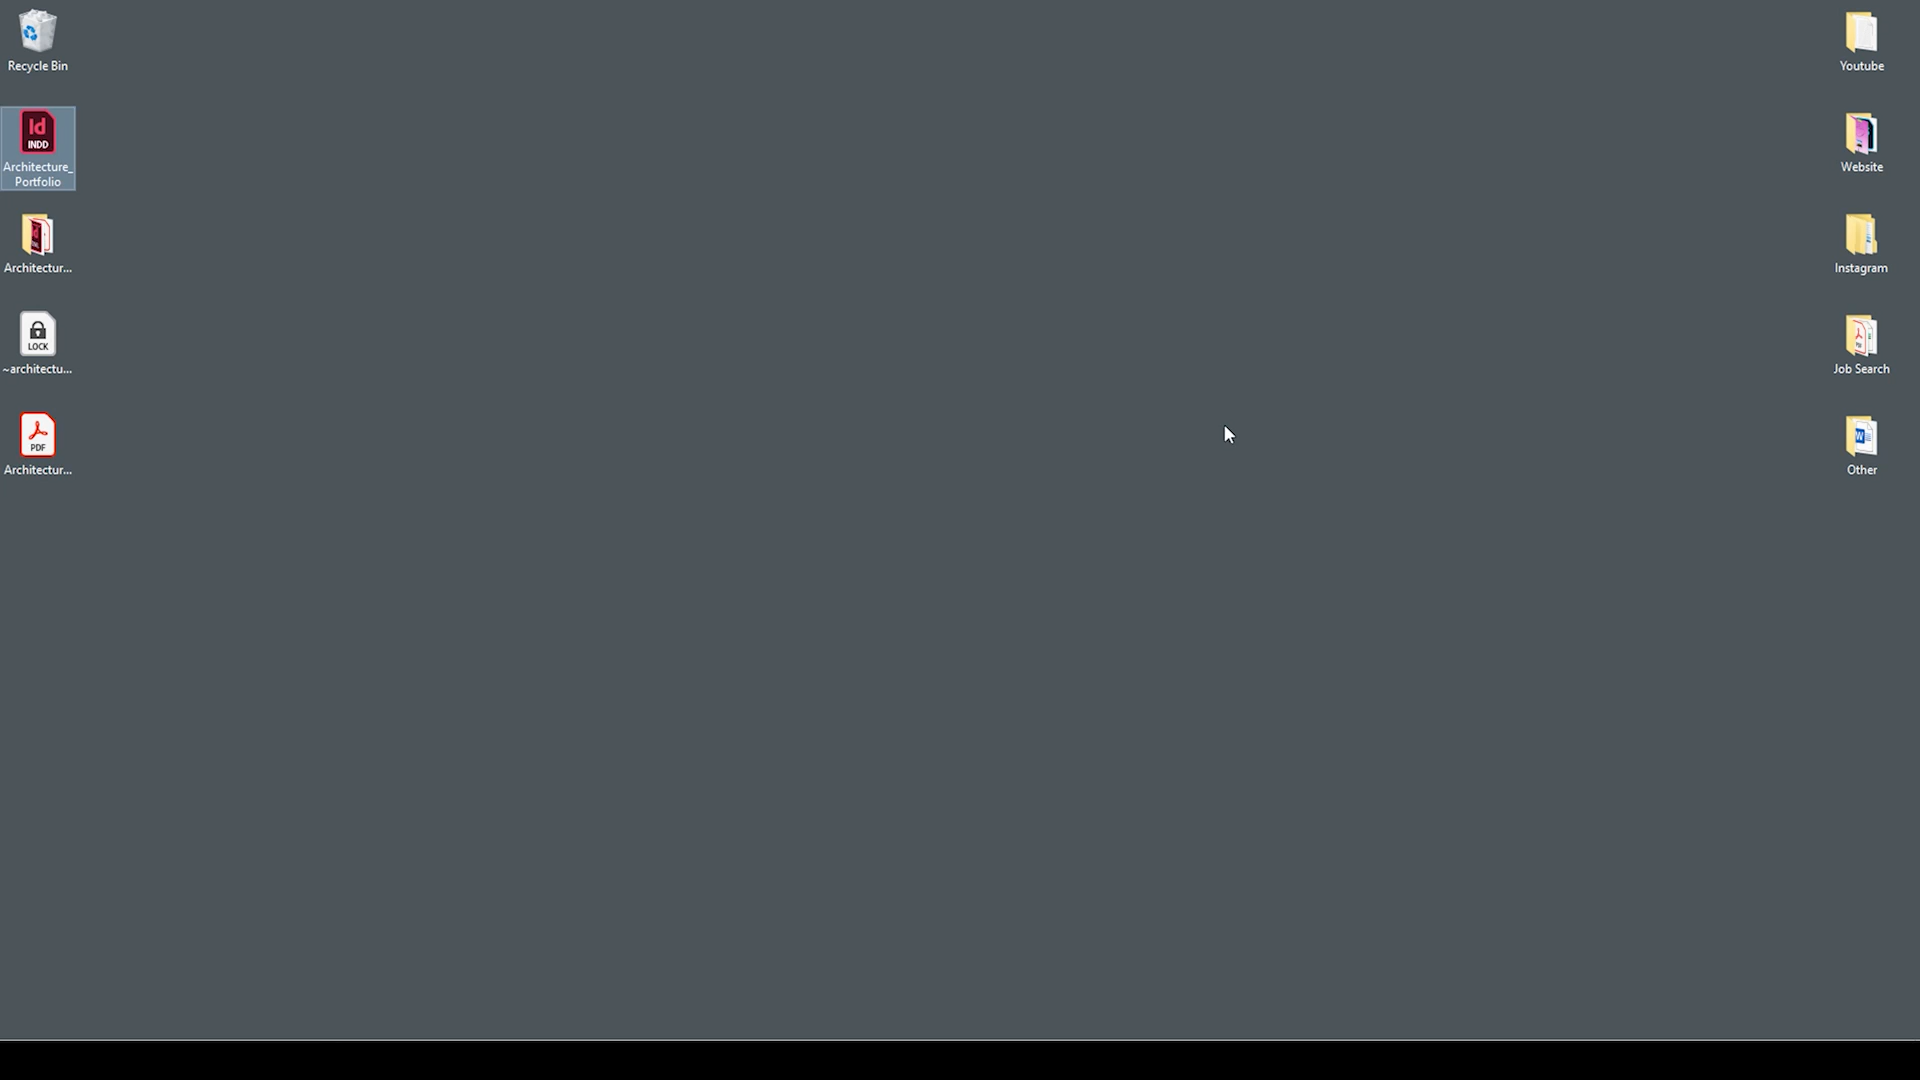 Recycle Bin
Id
INDD
Architecture_
Portfolio
Architectur...
LOCK
~architectu...
PDF
Architectur...
Youtube
Website
Instagram
Job Search
Other